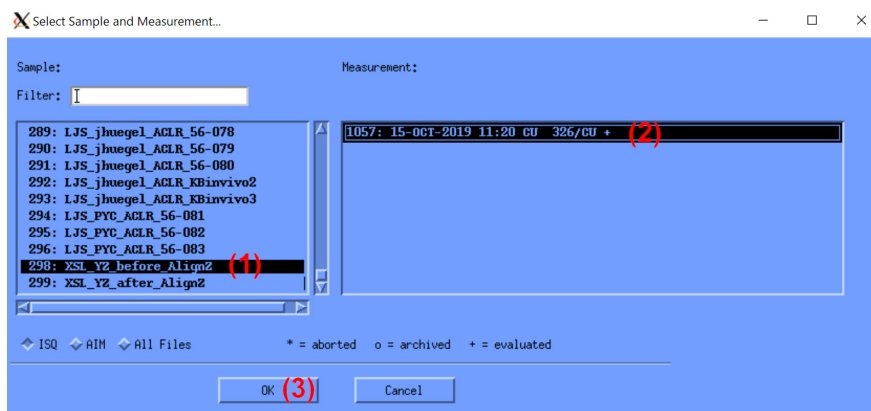 Select Sample and Measurement...
Sample:
Measurement:
Filter:
289: LJS_jhuegel_ACLR_56-078
290: LJS_jhuegel_ACLR_56-079
291: LJS_jhuegel_ACLR_56-080
292: LJS_jhuegel_ACLR_KBinvivo2
293: LJS_jhuegel_ACLR_KBinvivo3
294: LJS_PYC_ACLR_56-081
295: LJS_PYC_ACLR_56-082
296: LJS_PYC_ACLR_56-083
298: XSL_YZ_before_AlignZ (1)
299: XSL_YZ_after_AlignZ
1057: 15-OCT-2019 11:20 CU 326/CU + (2)
ISQ AIM All Files
* = aborted o = archived + = evaluated
OK (3)
Cancel